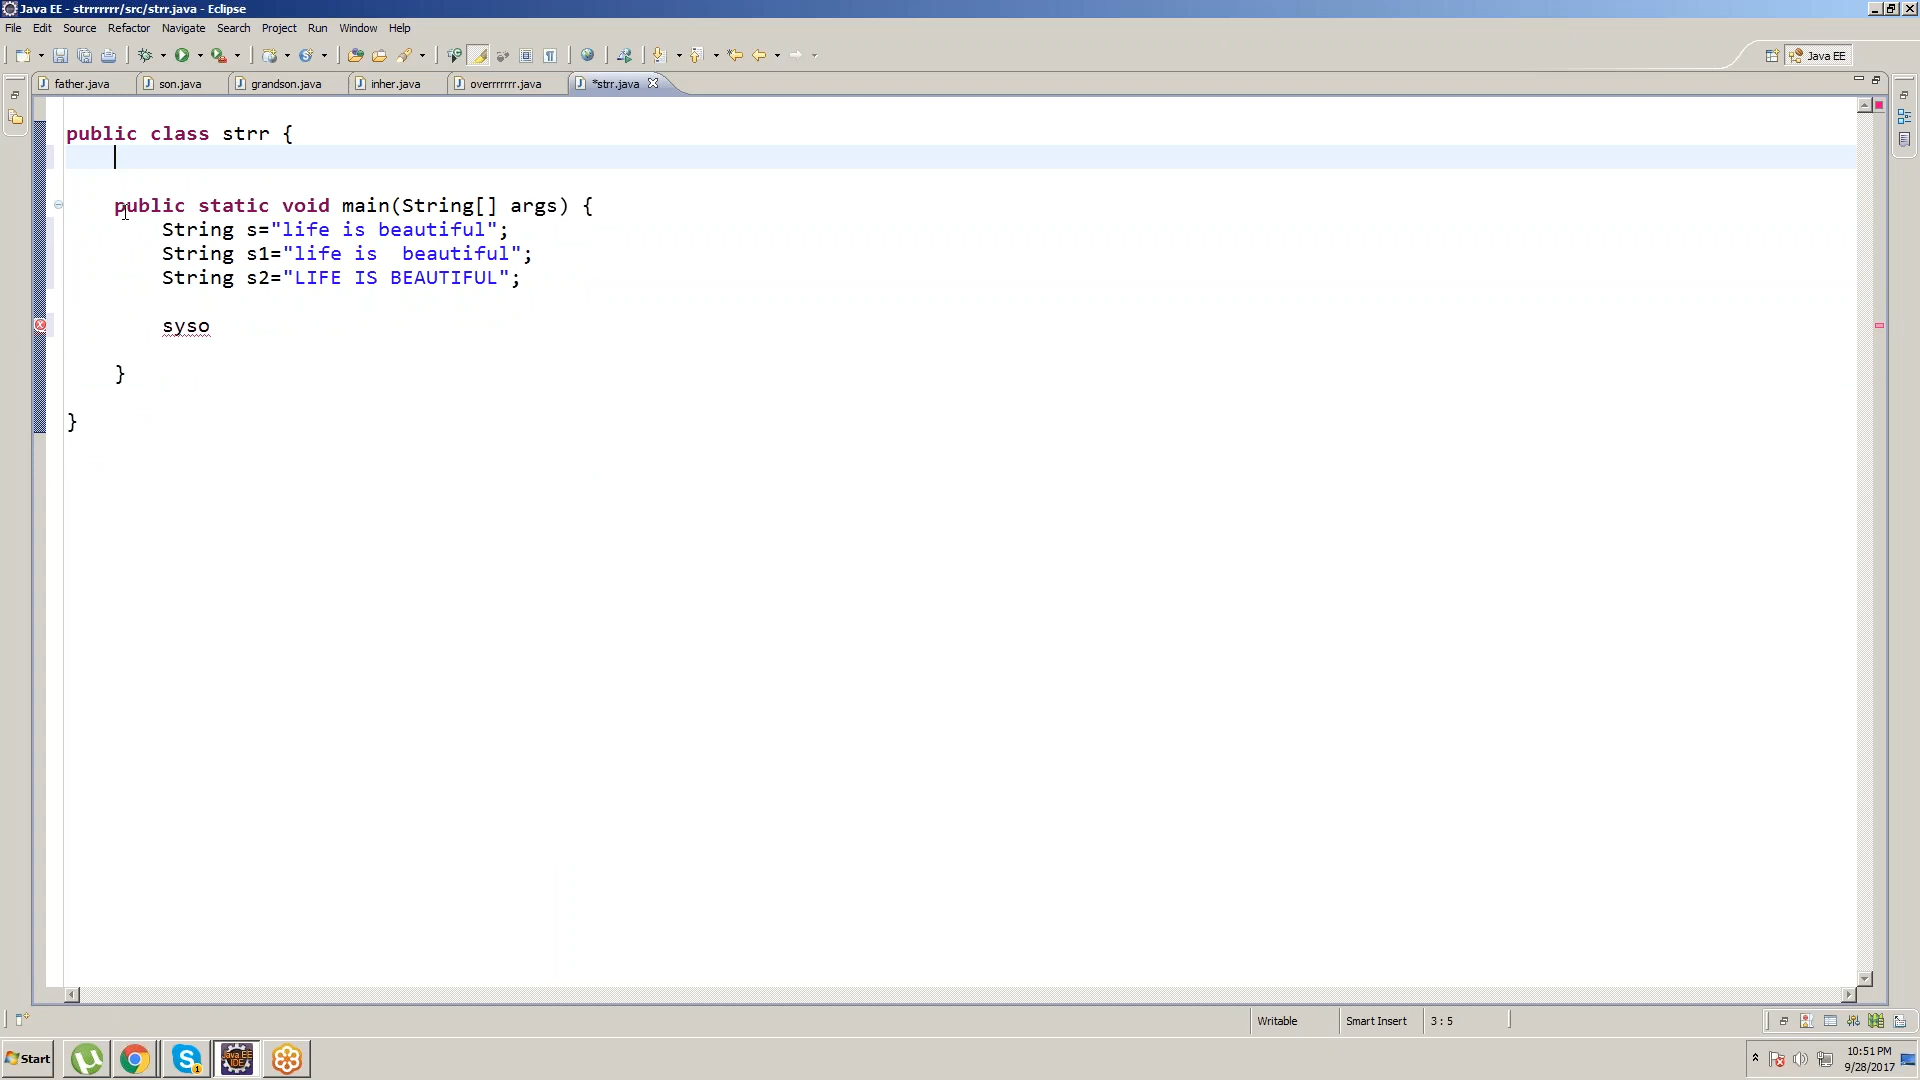 Java EE - strrrrrrr/src/strr.java - Eclipse
File Edit Source Refactor Navigate Search Project Run Window Help
Java EE
father.java son.java grandson.java inher.java overrrrrrr.java *strr.java
public class strr {
public static void main(String[] args) {
String s="life is beautiful";
String s1="life is  beautiful";
String s2="LIFE IS BEAUTIFUL";
syso
}
}
Writable Smart Insert 3 : 5
Start
10:51 PM
9/28/2017